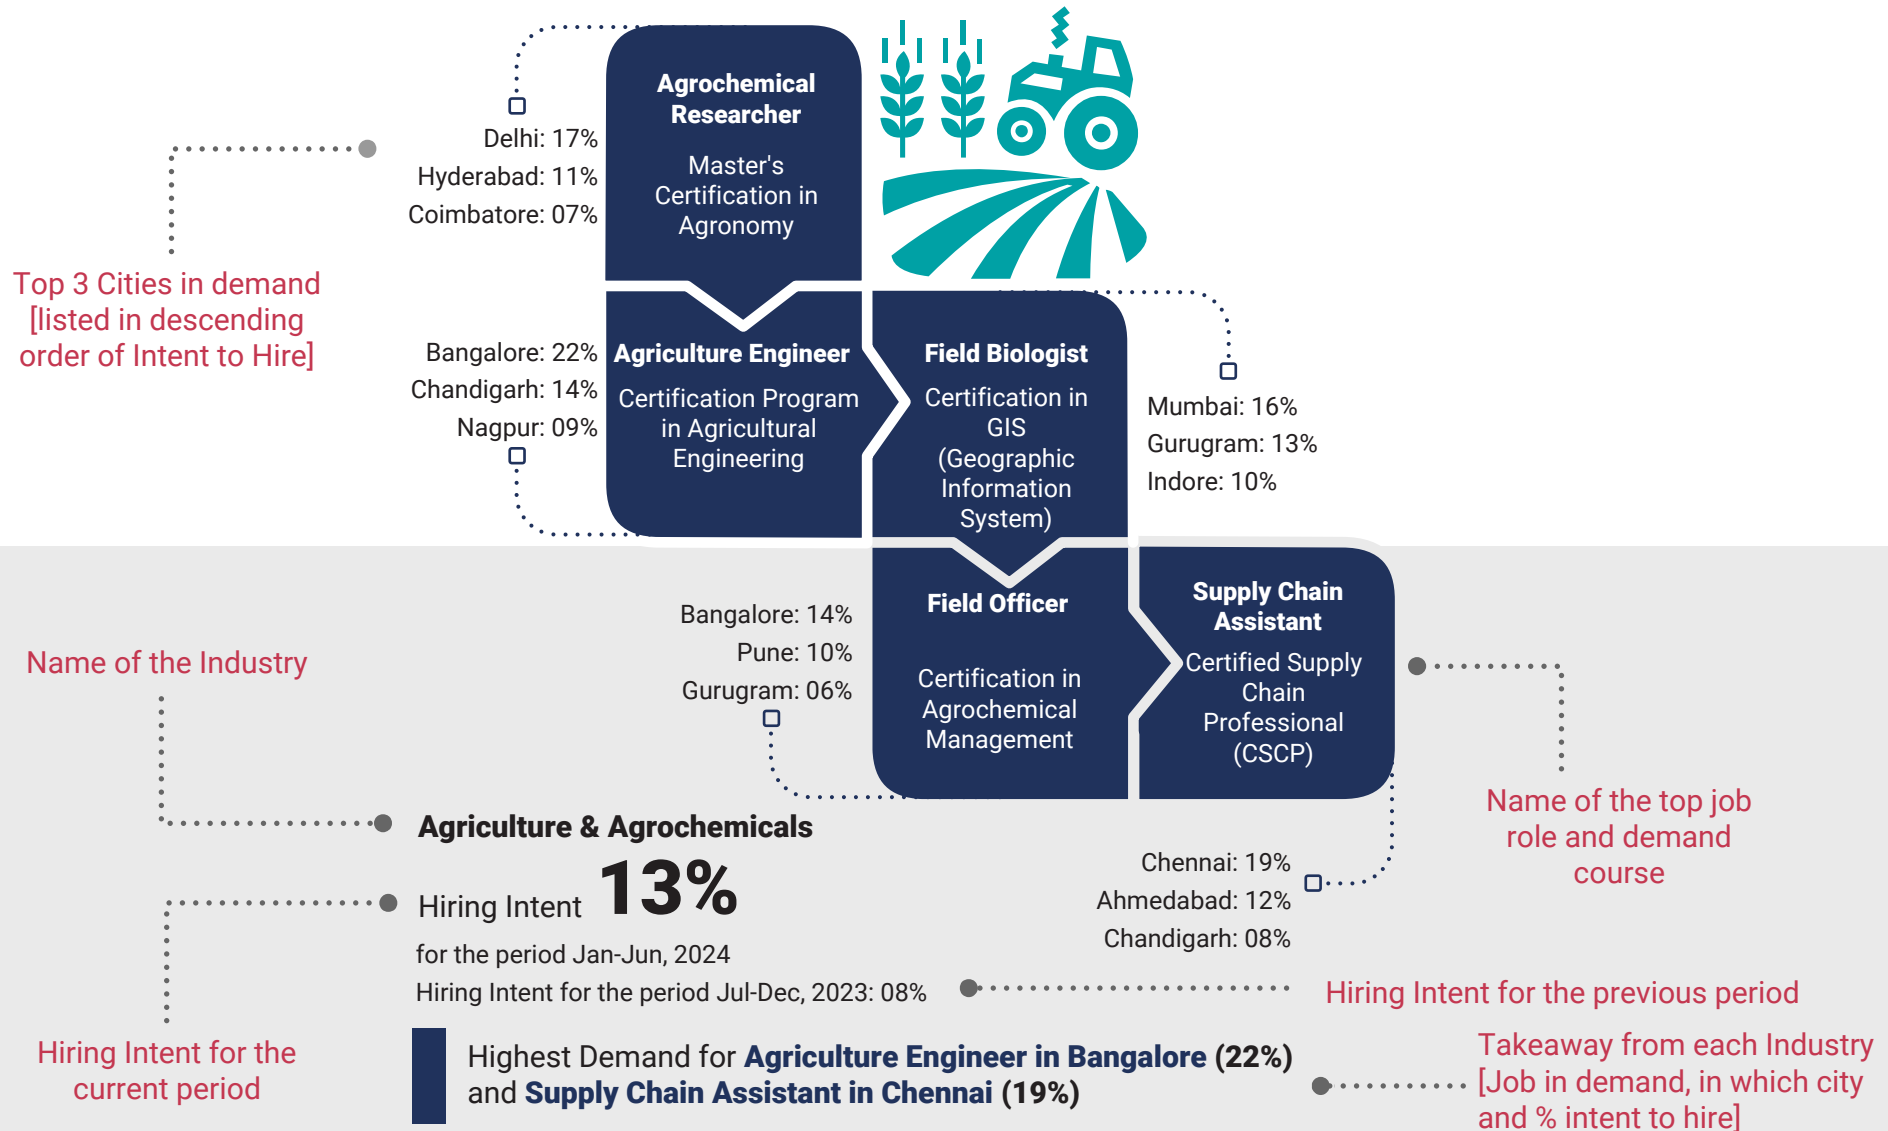 Agrochemical
Researcher
Master's
Certification in
Agronomy
Delhi: 17%
Hyderabad: 11%
Coimbatore: 07%
Top 3 Cities in demand
[listed in descending
order of Intent to Hire]
Bangalore: 22%
Chandigarh: 14%
Nagpur: 09%
Agriculture Engineer
Certification Program
in Agricultural
Engineering
Field Biologist
Certification in
GIS
(Geographic
Information
System)
Mumbai: 16%
Gurugram: 13%
Indore: 10%
Bangalore: 14%
Pune: 10%
Gurugram: 06%
Field Officer
Certification in
Agrochemical
Management
Supply Chain
Assistant
Certified Supply
Chain
Professional
(CSCP)
Name of the Industry
Name of the top job
role and demand
course
Agriculture & Agrochemicals
Hiring Intent 13%
for the period Jan-Jun, 2024
Hiring Intent for the period Jul-Dec, 2023: 08%
Chennai: 19%
Ahmedabad: 12%
Chandigarh: 08%
Hiring Intent for the previous period
Hiring Intent for the
current period
Highest Demand for Agriculture Engineer in Bangalore (22%)
and Supply Chain Assistant in Chennai (19%)
Takeaway from each Industry
[Job in demand, in which city
and % intent to hire]